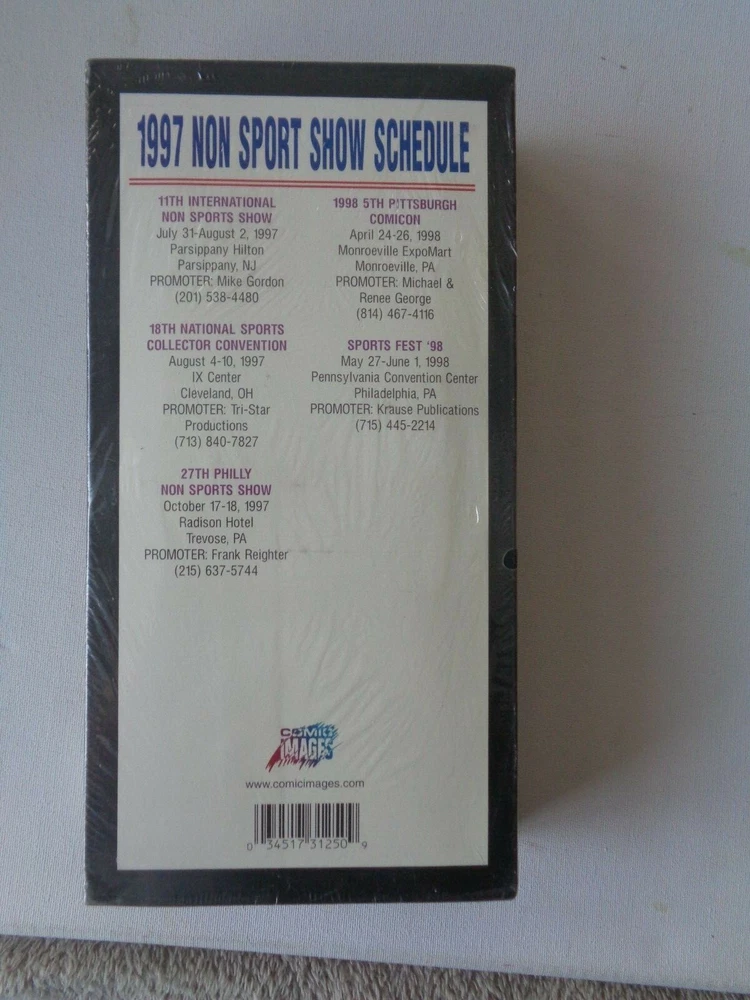 1997 NON SPORT SHOW SCHEDULE
11TH INTERNATIONAL
NON SPORTS SHOW
July 31-August 2, 1997
Parsippany Hilton
Parsippany, NJ
PROMOTER: Mike Gordon
(201) 538-4480
18TH NATIONAL SPORTS
COLLECTOR CONVENTION
August 4-10, 1997
IX Center
Cleveland, OH
PROMOTER: Tri-Star
Productions
(713) 840-7827
27TH PHILLY
NON SPORTS SHOW
October 17-18, 1997
Radison Hotel
Trevose, PA
PROMOTER: Frank Reighter
(215) 637-5744
1998 5TH PITTSBURGH
COMICON
April 24-26, 1998
Monroeville ExpoMart
Monroeville, PA
PROMOTER: Michael &
Renee George
(814) 467-4116
SPORTS FEST '98
May 27-June 1, 1998
Pennsylvania Convention Center
Philadelphia, PA
PROMOTER: Krause Publications
(715) 445-2214
COMIC
IMAGES
www.comicimages.com
0 34517 31250 9